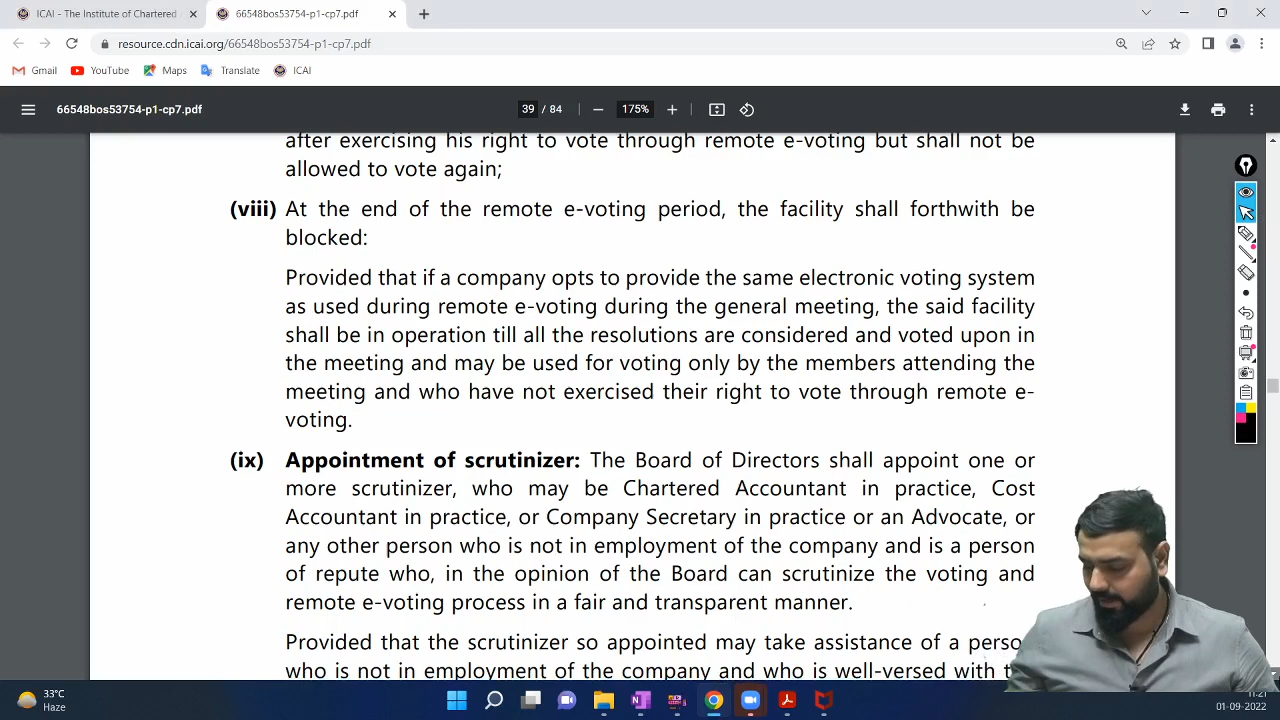 ICAI - The Institute of Chartered
66548bos53754-p1-cp7.pdf
resource.cdn.icai.org/66548bos53754-p1-cp7.pdf
Gmail YouTube Maps Translate ICAI
66548bos53754-p1-cp7.pdf 39 / 84 175%
after exercising his right to vote through remote e-voting but shall not be
allowed to vote again;
(viii) At the end of the remote e-voting period, the facility shall forthwith be
blocked:
Provided that if a company opts to provide the same electronic voting system
as used during remote e-voting during the general meeting, the said facility
shall be in operation till all the resolutions are considered and voted upon in
the meeting and may be used for voting only by the members attending the
meeting and who have not exercised their right to vote through remote e-
voting.
(ix) Appointment of scrutinizer: The Board of Directors shall appoint one or
more scrutinizer, who may be Chartered Accountant in practice, Cost
Accountant in practice, or Company Secretary in practice or an Advocate, or
any other person who is not in employment of the company and is a person
of repute who, in the opinion of the Board can scrutinize the voting and
remote e-voting process in a fair and transparent manner.
Provided that the scrutinizer so appointed may take assistance of a
who is not in employment of the company and who is well-versed with
33°C
Haze
01-09-2022